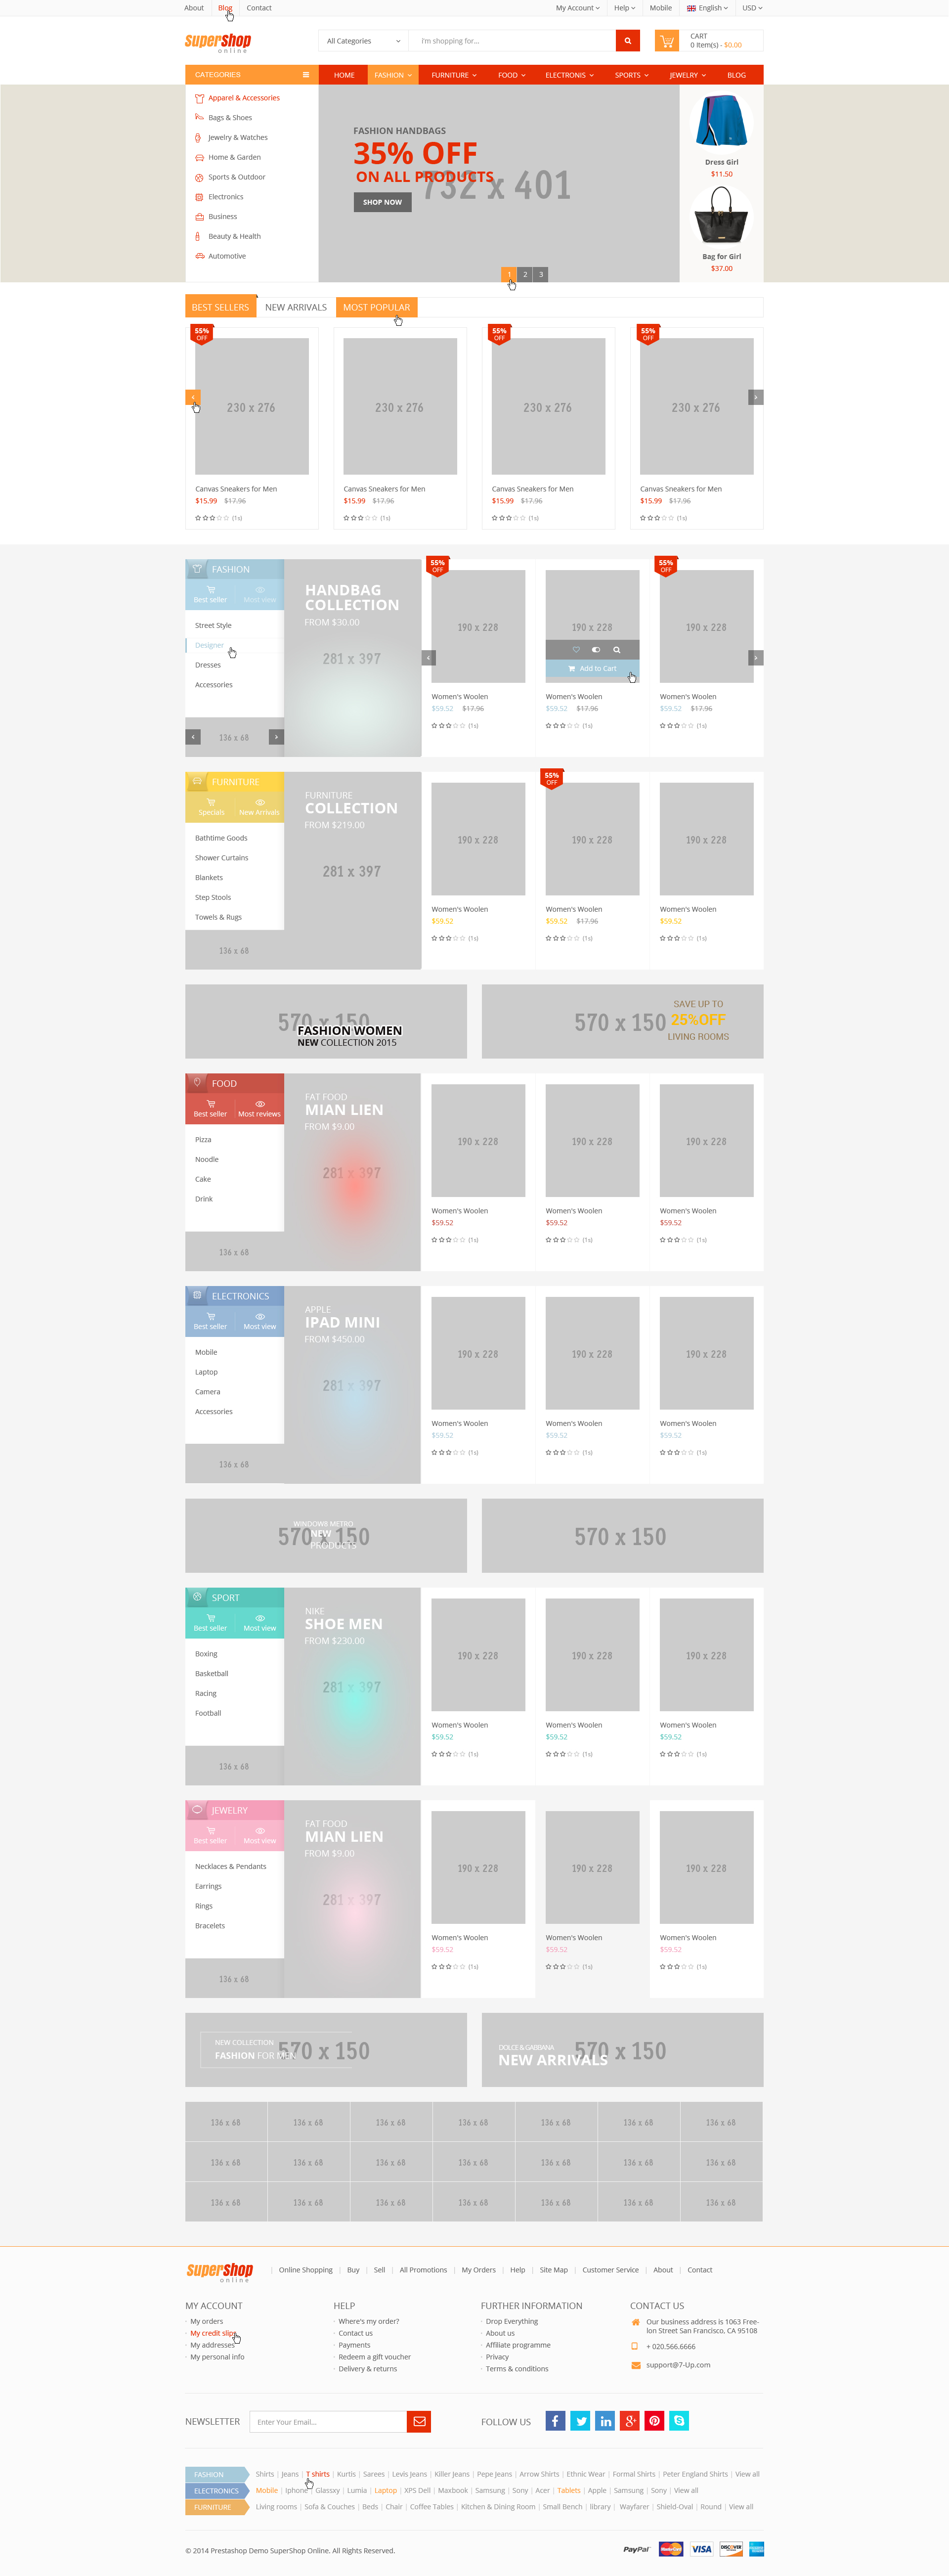 About Blog Contact My Account Help Mobile English USD
SuperShop
online
All Categories I'm shopping for...
CART
0 Item(s) - $0.00
CATEGORIES HOME FASHION FURNITURE FOOD ELECTRONIS SPORTS JEWELRY BLOG
Apparel & Accessories
Bags & Shoes
Jewelry & Watches
Home & Garden
Sports & Outdoor
Electronics
Business
Beauty & Health
Automotive
FASHION HANDBAGS
35% OFF
ON ALL PRODUCTS
732 x 401
SHOP NOW
1 2 3
Dress Girl
$11.50
Bag for Girl
$37.00
BEST SELLERS NEW ARRIVALS MOST POPULAR
55% OFF 55% OFF 55% OFF
230 x 276 230 x 276 230 x 276 230 x 276
Canvas Sneakers for Men Canvas Sneakers for Men Canvas Sneakers for Men Canvas Sneakers for Men
$15.99 $17.96 $15.99 $17.96 $15.99 $17.96 $15.99 $17.96
(1s) (1s) (1s) (1s)
FASHION
Best seller Most view
Street Style
Designer
Dresses
Accessories
136 x 68
HANDBAG
COLLECTION
FROM $30.00
281 x 397
55% OFF 55% OFF
190 x 228 190 x 228 190 x 228
Add to Cart
Women's Woolen Women's Woolen Women's Woolen
$59.52 $17.96 $59.52 $17.96 $59.52 $17.96
(1s) (1s) (1s)
FURNITURE
Specials New Arrivals
Bathtime Goods
Shower Curtains
Blankets
Step Stools
Towels & Rugs
136 x 68
FURNITURE
COLLECTION
FROM $219.00
281 x 397
55% OFF
190 x 228 190 x 228 190 x 228
Women's Woolen Women's Woolen Women's Woolen
$59.52 $59.52 $17.96 $59.52
(1s) (1s) (1s)
570 x 150
FASHION WOMEN
NEW COLLECTION 2015
570 x 150
SAVE UP TO
25%OFF
LIVING ROOMS
FOOD
Best seller Most reviews
Pizza
Noodle
Cake
Drink
136 x 68
FAT FOOD
MIAN LIEN
FROM $9.00
281 x 397
190 x 228 190 x 228 190 x 228
Women's Woolen Women's Woolen Women's Woolen
$59.52 $59.52 $59.52
(1s) (1s) (1s)
ELECTRONICS
Best seller Most view
Mobile
Laptop
Camera
Accessories
136 x 68
APPLE
IPAD MINI
FROM $450.00
281 x 397
190 x 228 190 x 228 190 x 228
Women's Woolen Women's Woolen Women's Woolen
$59.52 $59.52 $59.52
(1s) (1s) (1s)
570 x 150
WINDOWR METRO
NEW
PRODUCTS
570 x 150
SPORT
Best seller Most view
Boxing
Basketball
Racing
Football
136 x 68
NIKE
SHOE MEN
FROM $230.00
281 x 397
190 x 228 190 x 228 190 x 228
Women's Woolen Women's Woolen Women's Woolen
$59.52 $59.52 $59.52
(1s) (1s) (1s)
JEWELRY
Best seller Most view
Necklaces & Pendants
Earrings
Rings
Bracelets
136 x 68
FAT FOOD
MIAN LIEN
FROM $9.00
281 x 397
190 x 228 190 x 228 190 x 228
Women's Woolen Women's Woolen Women's Woolen
$59.52 $59.52 $59.52
(1s) (1s) (1s)
570 x 150
NEW COLLECTION
FASHION FOR MEN
570 x 150
DOLCE & GABBANA
NEW ARRIVALS
136 x 68 136 x 68 136 x 68 136 x 68 136 x 68 136 x 68 136 x 68
136 x 68 136 x 68 136 x 68 136 x 68 136 x 68 136 x 68 136 x 68
136 x 68 136 x 68 136 x 68 136 x 68 136 x 68 136 x 68 136 x 68
SuperShop
online
Online Shopping | Buy | Sell | All Promotions | My Orders | Help | Site Map | Customer Service | About | Contact
MY ACCOUNT
My orders
My credit slips
My addresses
My personal info
HELP
Where's my order?
Contact us
Payments
Redeem a gift voucher
Delivery & returns
FURTHER INFORMATION
Drop Everything
About us
Affiliate programme
Privacy
Terms & conditions
CONTACT US
Our business address is 1063 Free-
lon Street San Francisco, CA 95108
+ 020.566.6666
support@7-Up.com
NEWSLETTER Enter Your Email... FOLLOW US
FASHION Shirts | Jeans | T shirts | Kurtis | Sarees | Levis Jeans | Killer Jeans | Pepe Jeans | Arrow Shirts | Ethnic Wear | Formal Shirts | Peter England Shirts | View all
ELECTRONICS Mobile | Iphone | Glassxy | Lumia | Laptop | XPS Dell | Maxbook | Samsung | Sony | Acer | Tablets | Apple | Samsung | Sony | View all
FURNITURE Living rooms | Sofa & Couches | Beds | Chair | Coffee Tables | Kitchen & Dining Room | Small Bench | library | Wayfarer | Shield-Oval | Round | View all
© 2014 Prestashop Demo SuperShop Online. All Rights Reserved.
PayPal MasterCard VISA DISCOVER